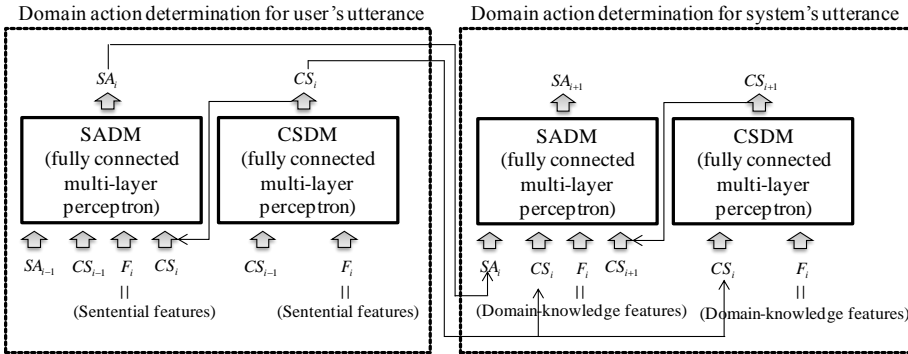 Domain action determination for user's utterance
SA_i
CS_i
SADM
(fully connected
multi-layer
perceptron)
CSDM
(fully connected
multi-layer
perceptron)
SA_{i-1} CS_{i-1} F_i CS_i
CS_{i-1} F_i
||
(Sentential features)
||
(Sentential features)
Domain action determination for system's utterance
SA_{i+1}
CS_{i+1}
SADM
(fully connected
multi-layer
perceptron)
CSDM
(fully connected
multi-layer
perceptron)
SA_i CS_i F_i CS_{i+1}
CS_i F_i
||
(Domain-knowledge features)
||
(Domain-knowledge features)